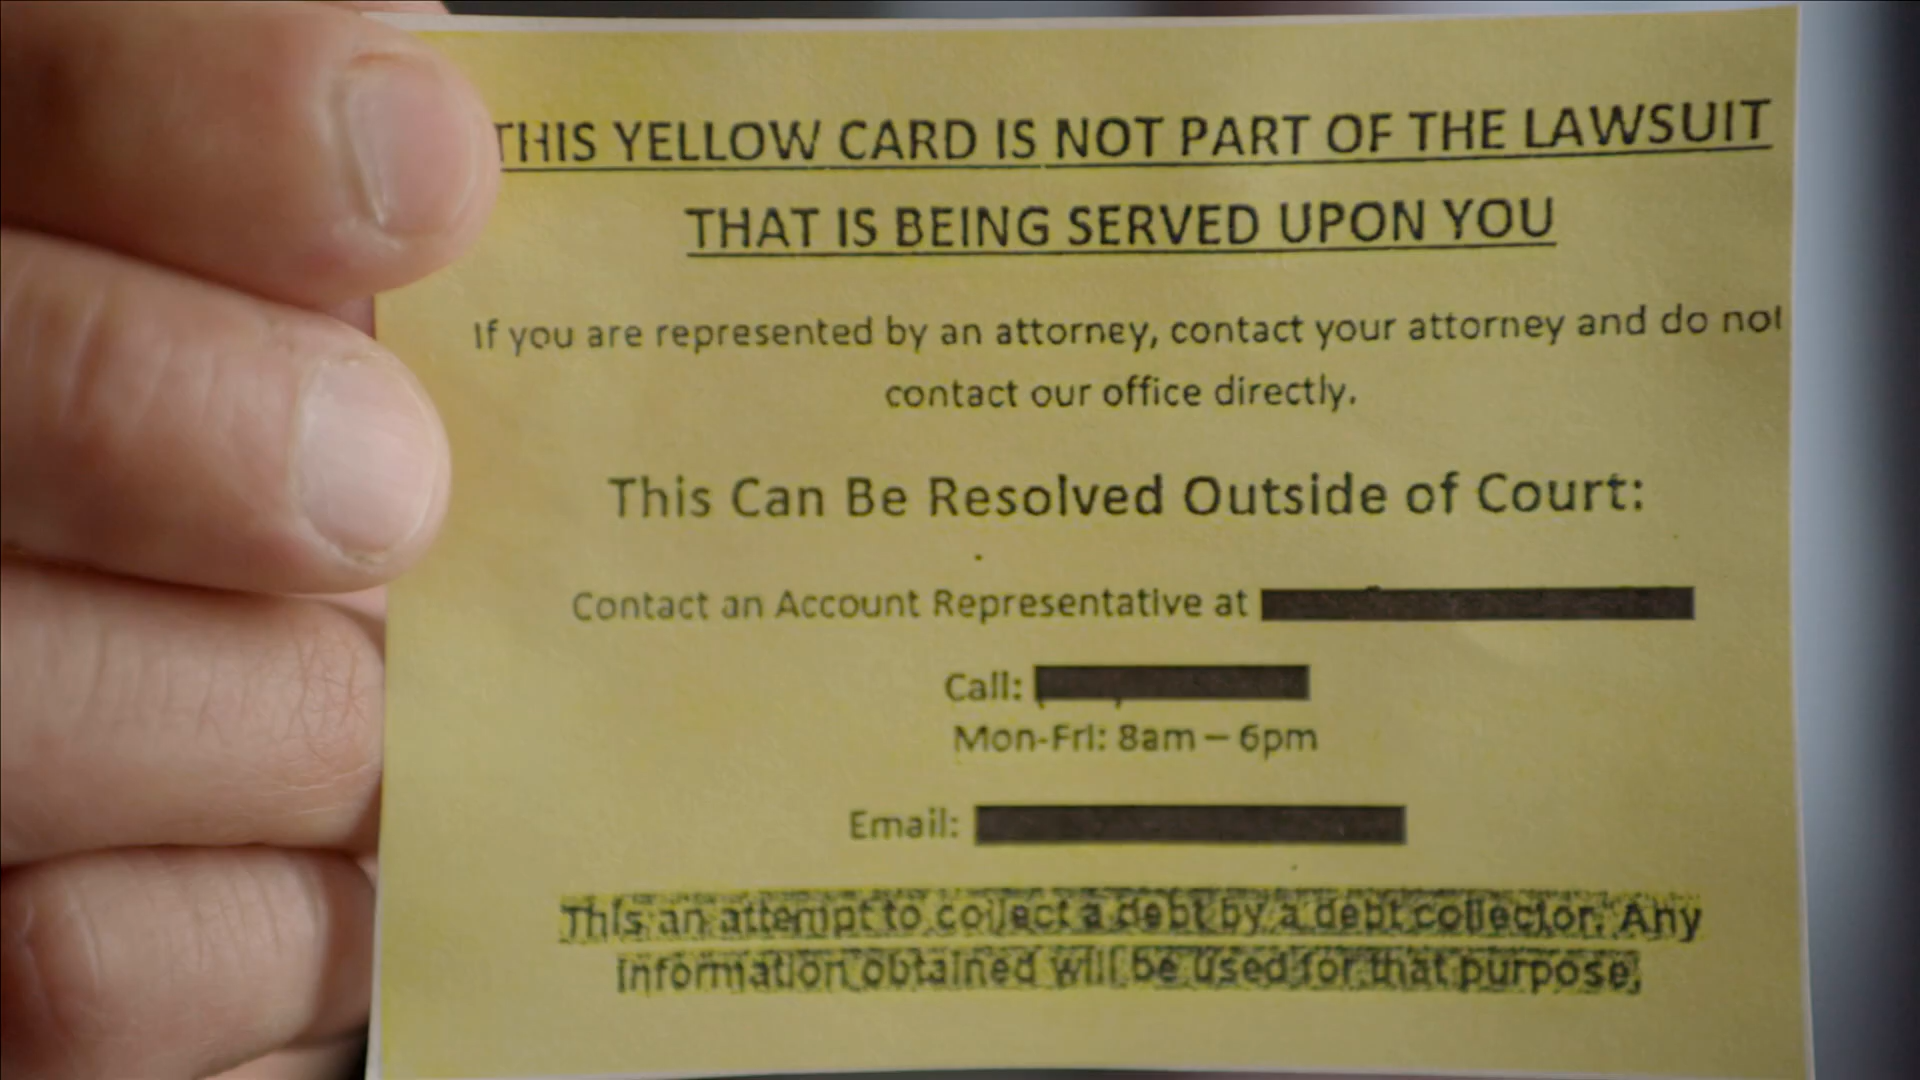 THIS YELLOW CARD IS NOT PART OF THE LAWSUIT
THAT IS BEING SERVED UPON YOU
If you are represented by an attorney, contact your attorney and do not
contact our office directly.
This Can Be Resolved Outside of Court:
Contact an Account Representative at
Call:
Mon-Fri: 8am – 6pm
Email:
This an attempt to collect a debt by a debt collector. Any
information obtained will be used for that purpose.